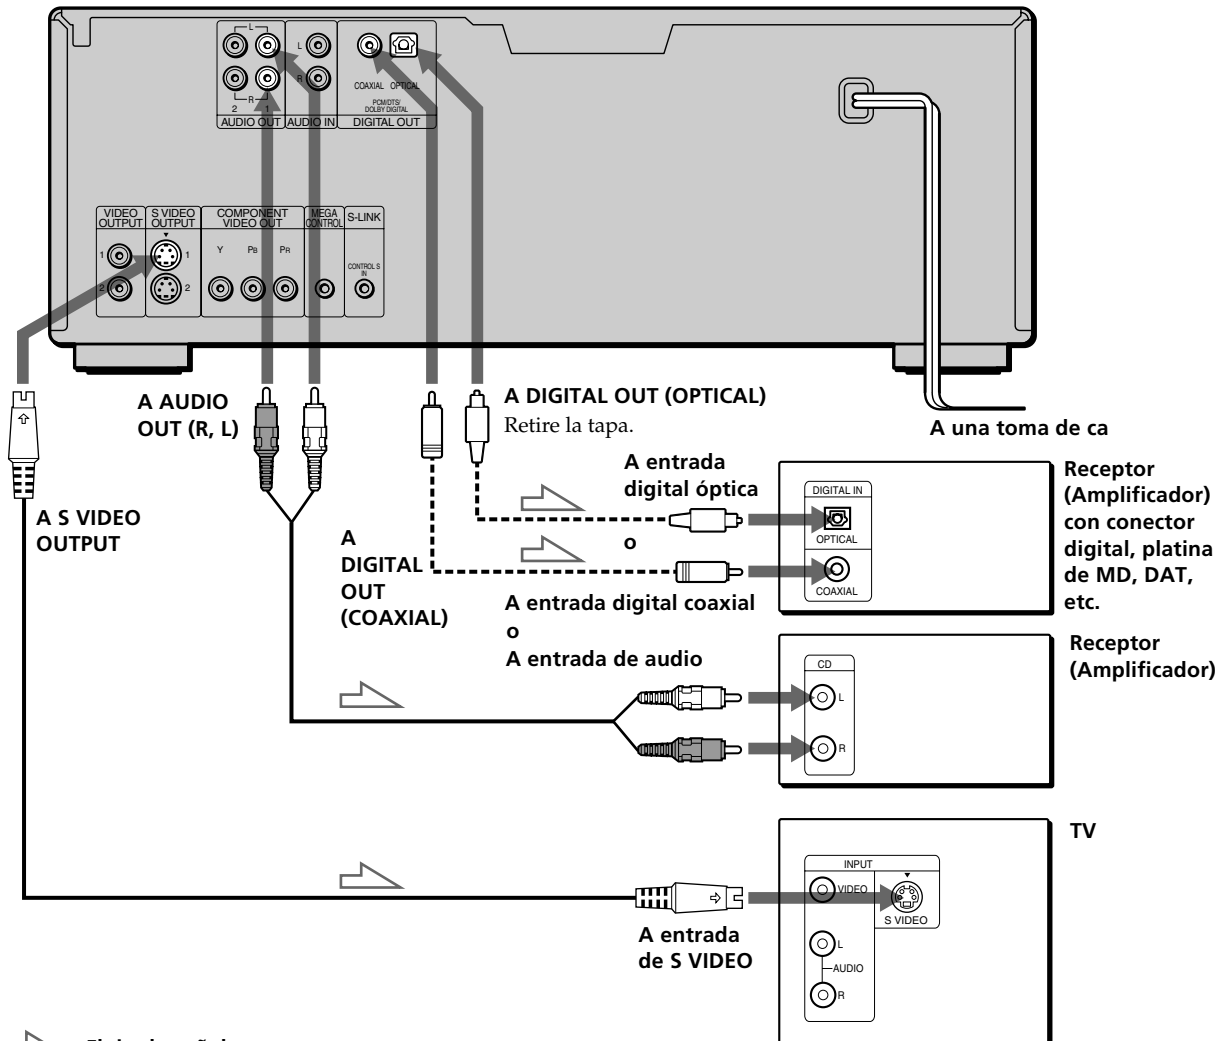 L
L
R
R
2 1
AUDIO OUT
AUDIO IN
COAXIAL OPTICAL
PCM/DTS/
DOLBY DIGITAL
DIGITAL OUT
VIDEO
OUTPUT
S VIDEO
OUTPUT
COMPONENT
VIDEO OUT
MEGA
CONTROL
S-LINK
1
1
Y PB PR
CONTROL S
IN
2
2
A AUDIO
OUT (R, L)
A DIGITAL OUT (OPTICAL)
Retire la tapa.
A una toma de ca
A S VIDEO
OUTPUT
A
DIGITAL
OUT
(COAXIAL)
A entrada
digital óptica
o
A entrada digital coaxial
o
A entrada de audio
DIGITAL IN
OPTICAL
COAXIAL
Receptor
(Amplificador)
con conector
digital, platina
de MD, DAT,
etc.
CD
L
R
Receptor
(Amplificador)
TV
INPUT
VIDEO
S VIDEO
L
AUDIO
R
A entrada
de S VIDEO